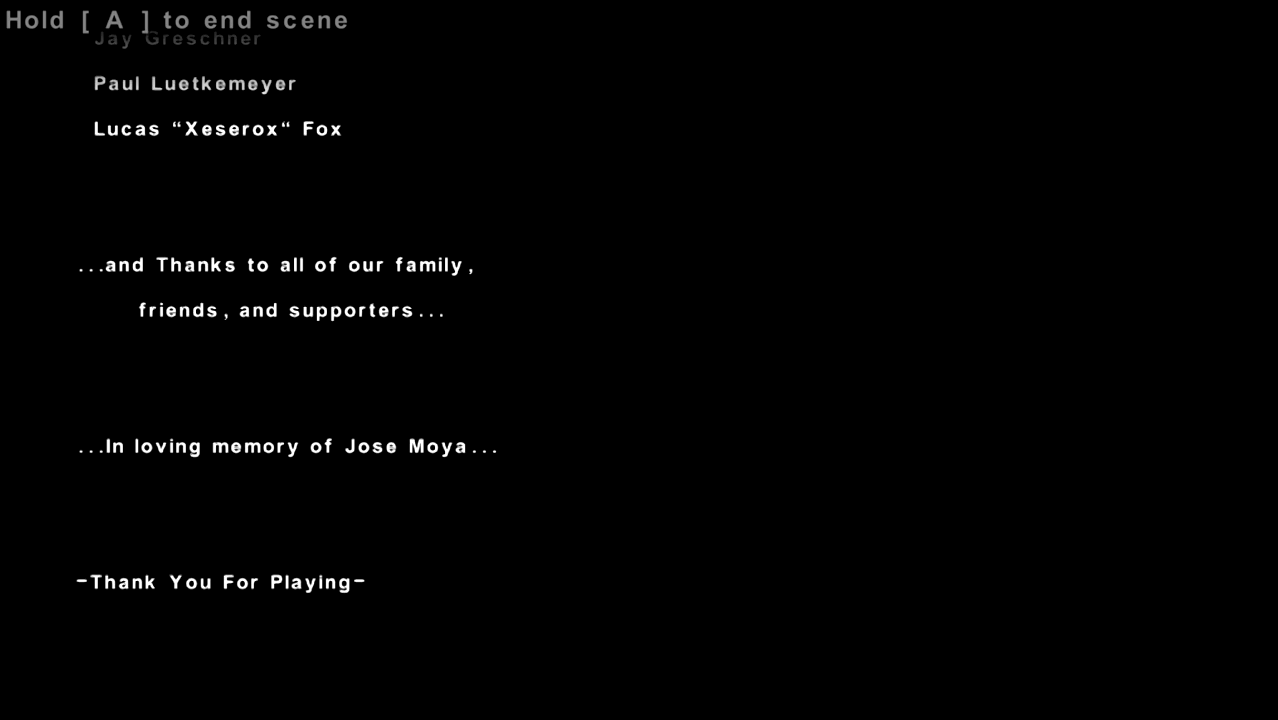 Hold [ A ] to end scene
Jay Greschner
Paul Luetkemeyer
Lucas “Xeserox“ Fox
...and Thanks to all of our family,
friends, and supporters...
...In loving memory of Jose Moya...
-Thank You For Playing-